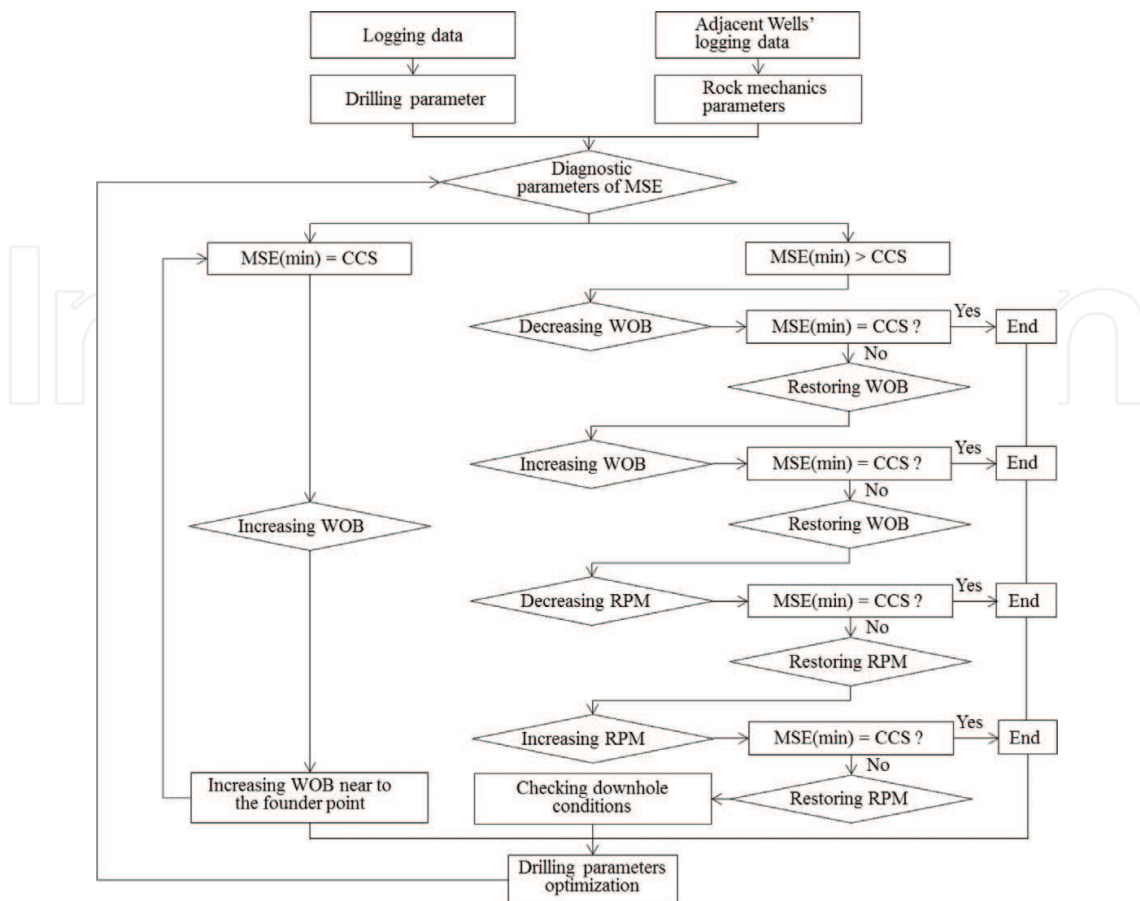 Logging data
Adjacent Wells'
logging data
Drilling parameter
Rock mechanics
parameters
Diagnostic
parameters of MSE
MSE(min) = CCS
MSE(min) > CCS
Decreasing WOB
MSE(min) = CCS ?
Yes
End
No
Restoring WOB
Increasing WOB
MSE(min) = CCS ?
Yes
End
No
Restoring WOB
Increasing WOB
Decreasing RPM
MSE(min) = CCS ?
Yes
End
No
Restoring RPM
Increasing RPM
MSE(min) = CCS ?
Yes
End
No
Restoring RPM
Increasing WOB near to
the founder point
Checking downhole
conditions
Drilling parameters
optimization